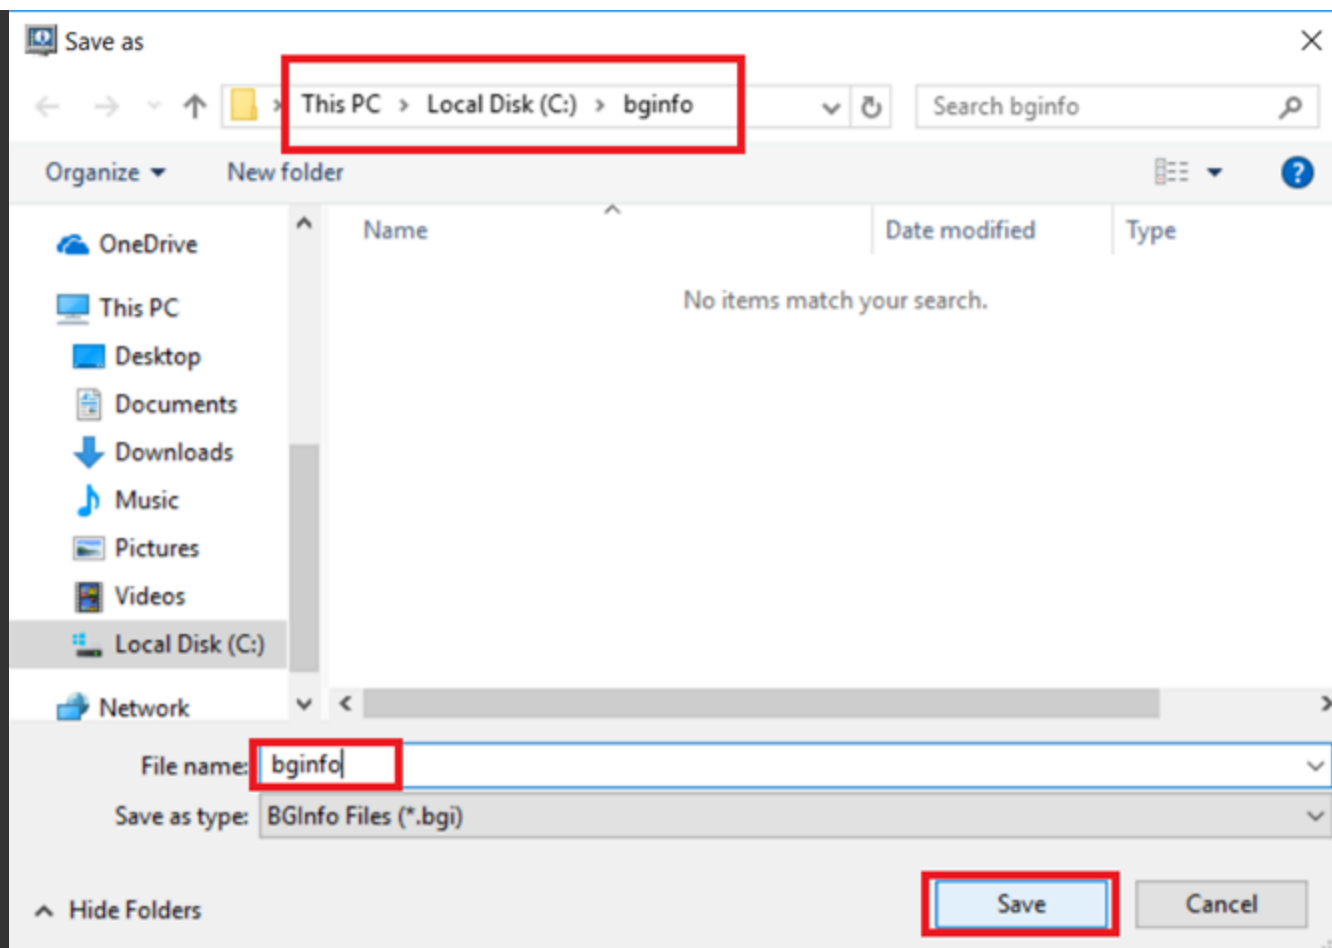 Save as
This PC > Local Disk (C:) > bginfo
Search bginfo
Organize
New folder
Name
Date modified
Type
No items match your search.
OneDrive
This PC
Desktop
Documents
Downloads
Music
Pictures
Videos
Local Disk (C:)
Network
File name: bginfo
Save as type: BGInfo Files (*.bgi)
Hide Folders
Save
Cancel